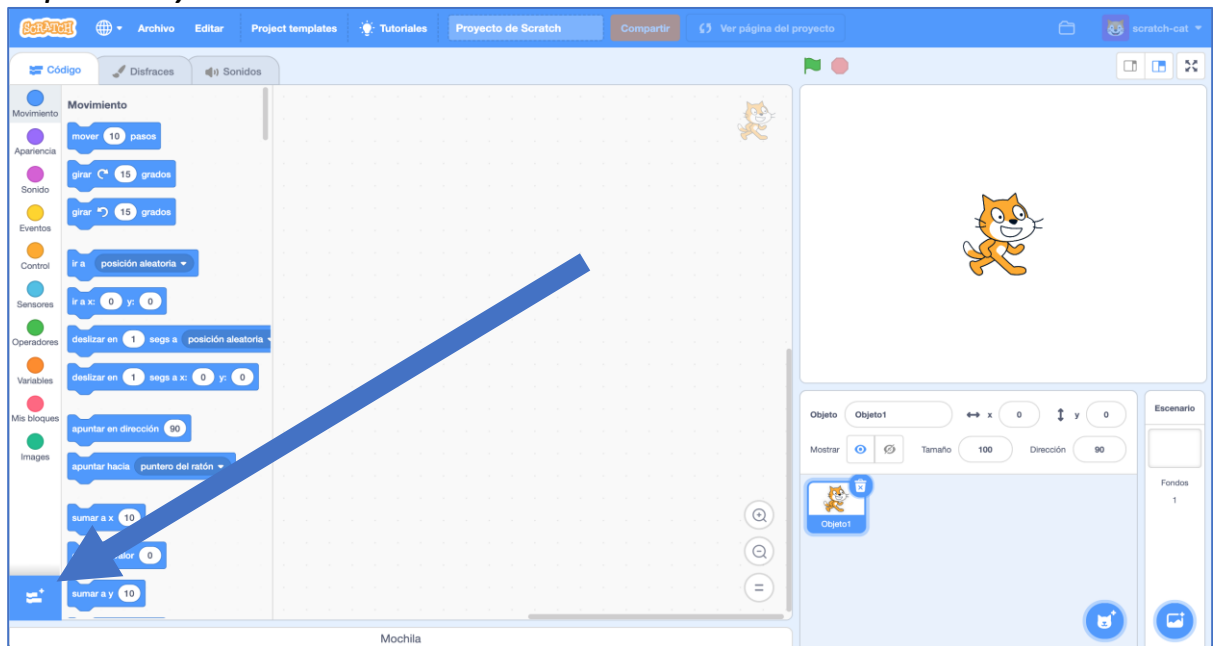 SCRATCH Archivo Editar Project templates Tutoriales Proyecto de Scratch Compartir Ver página del proyecto scratch-cat
Código Disfraces Sonidos
Movimiento
Apariencia
Sonido
Eventos
Control
Sensores
Operadores
Variables
Mis bloques
Images
Movimiento
mover 10 pasos
girar 15 grados
girar 15 grados
ir a posición aleatoria
ir a x: 0 y: 0
deslizar en 1 segs a posición aleatoria
deslizar en 1 segs a x: 0 y: 0
apuntar en dirección 90
apuntar hacia puntero del ratón
sumar a x 10
0
sumar a y 10
Mochila
Objeto Objeto1 x 0 y 0
Mostrar Tamaño 100 Dirección 90
Objeto1
Escenario
Fondos
1